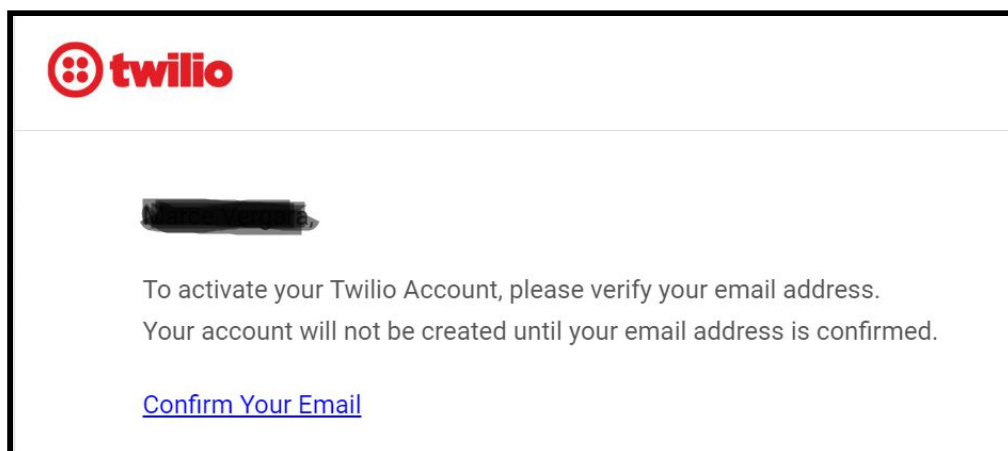 twilio
To activate your Twilio Account, please verify your email address.
Your account will not be created until your email address is confirmed.
Confirm Your Email